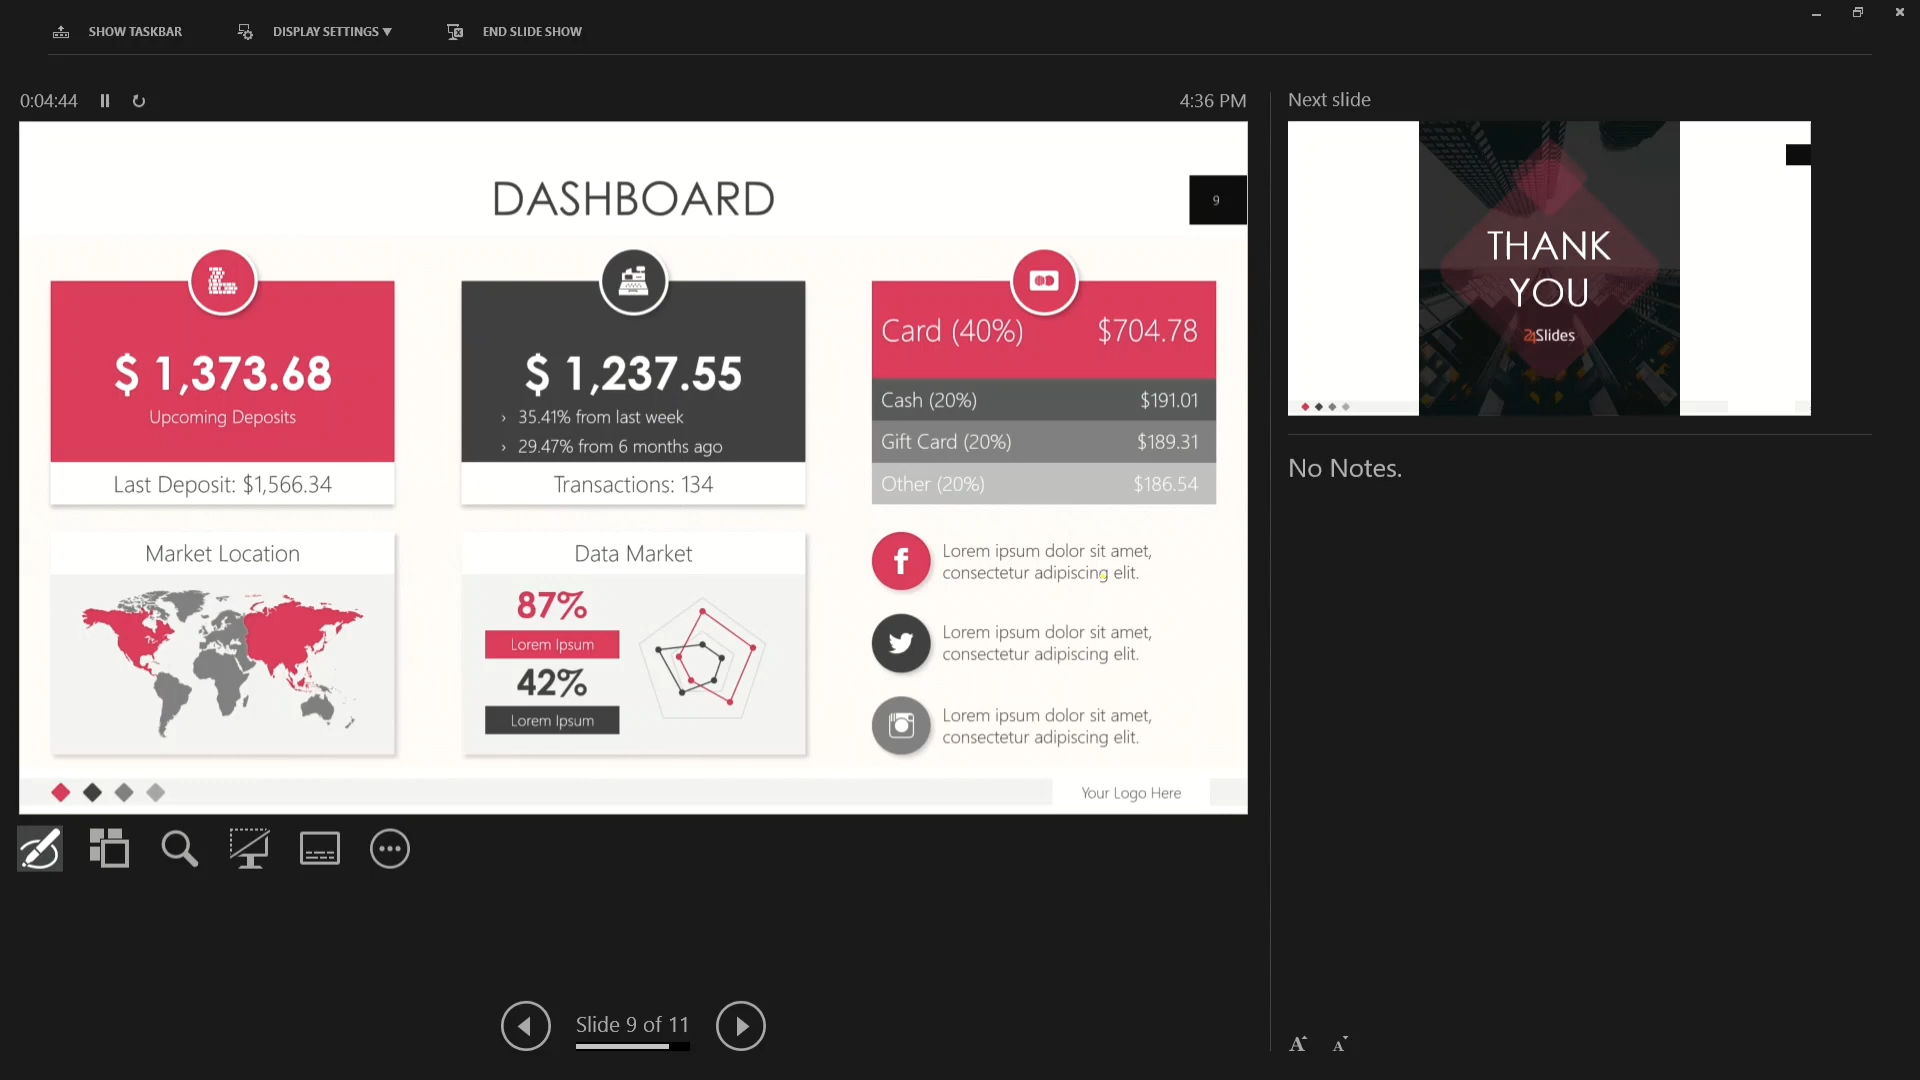 SHOW TASKBAR
DISPLAY SETTINGS ▼
END SLIDE SHOW
0:04:44
4:36 PM
DASHBOARD
9
$ 1,373.68
Upcoming Deposits
Last Deposit: $1,566.34
$ 1,237.55
› 35.41% from last week
› 29.47% from 6 months ago
Transactions: 134
Card (40%) $704.78
Cash (20%) $191.01
Gift Card (20%) $189.31
Other (20%) $186.54
Market Location
Data Market
87%
Lorem Ipsum
42%
Lorem Ipsum
f
Lorem ipsum dolor sit amet,
consectetur adipiscing elit.
Lorem ipsum dolor sit amet,
consectetur adipiscing elit.
Lorem ipsum dolor sit amet,
consectetur adipiscing elit.
Your Logo Here
Slide 9 of 11
Next slide
THANK
YOU
24Slides
No Notes.
A A